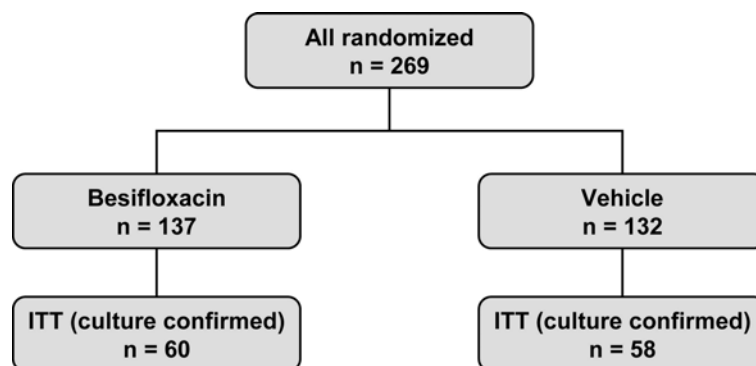 All randomized
n = 269
Besifloxacin
n = 137
Vehicle
n = 132
ITT (culture confirmed)
n = 60
ITT (culture confirmed)
n = 58